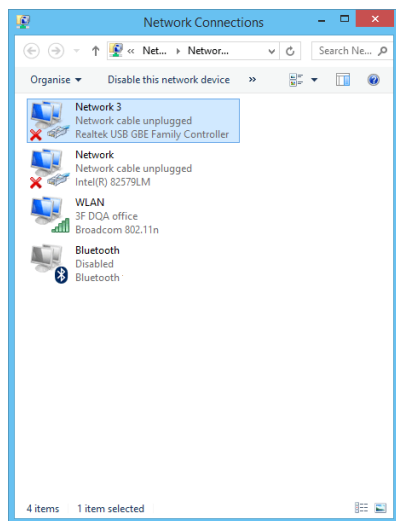 Network Connections
« Net... Networ...
Search Ne...
Organise
Disable this network device
»
Network 3
Network cable unplugged
Realtek USB GBE Family Controller
Network
Network cable unplugged
Intel(R) 82579LM
WLAN
3F DQA office
Broadcom 802.11n
Bluetooth
Disabled
Bluetooth
4 items 1 item selected